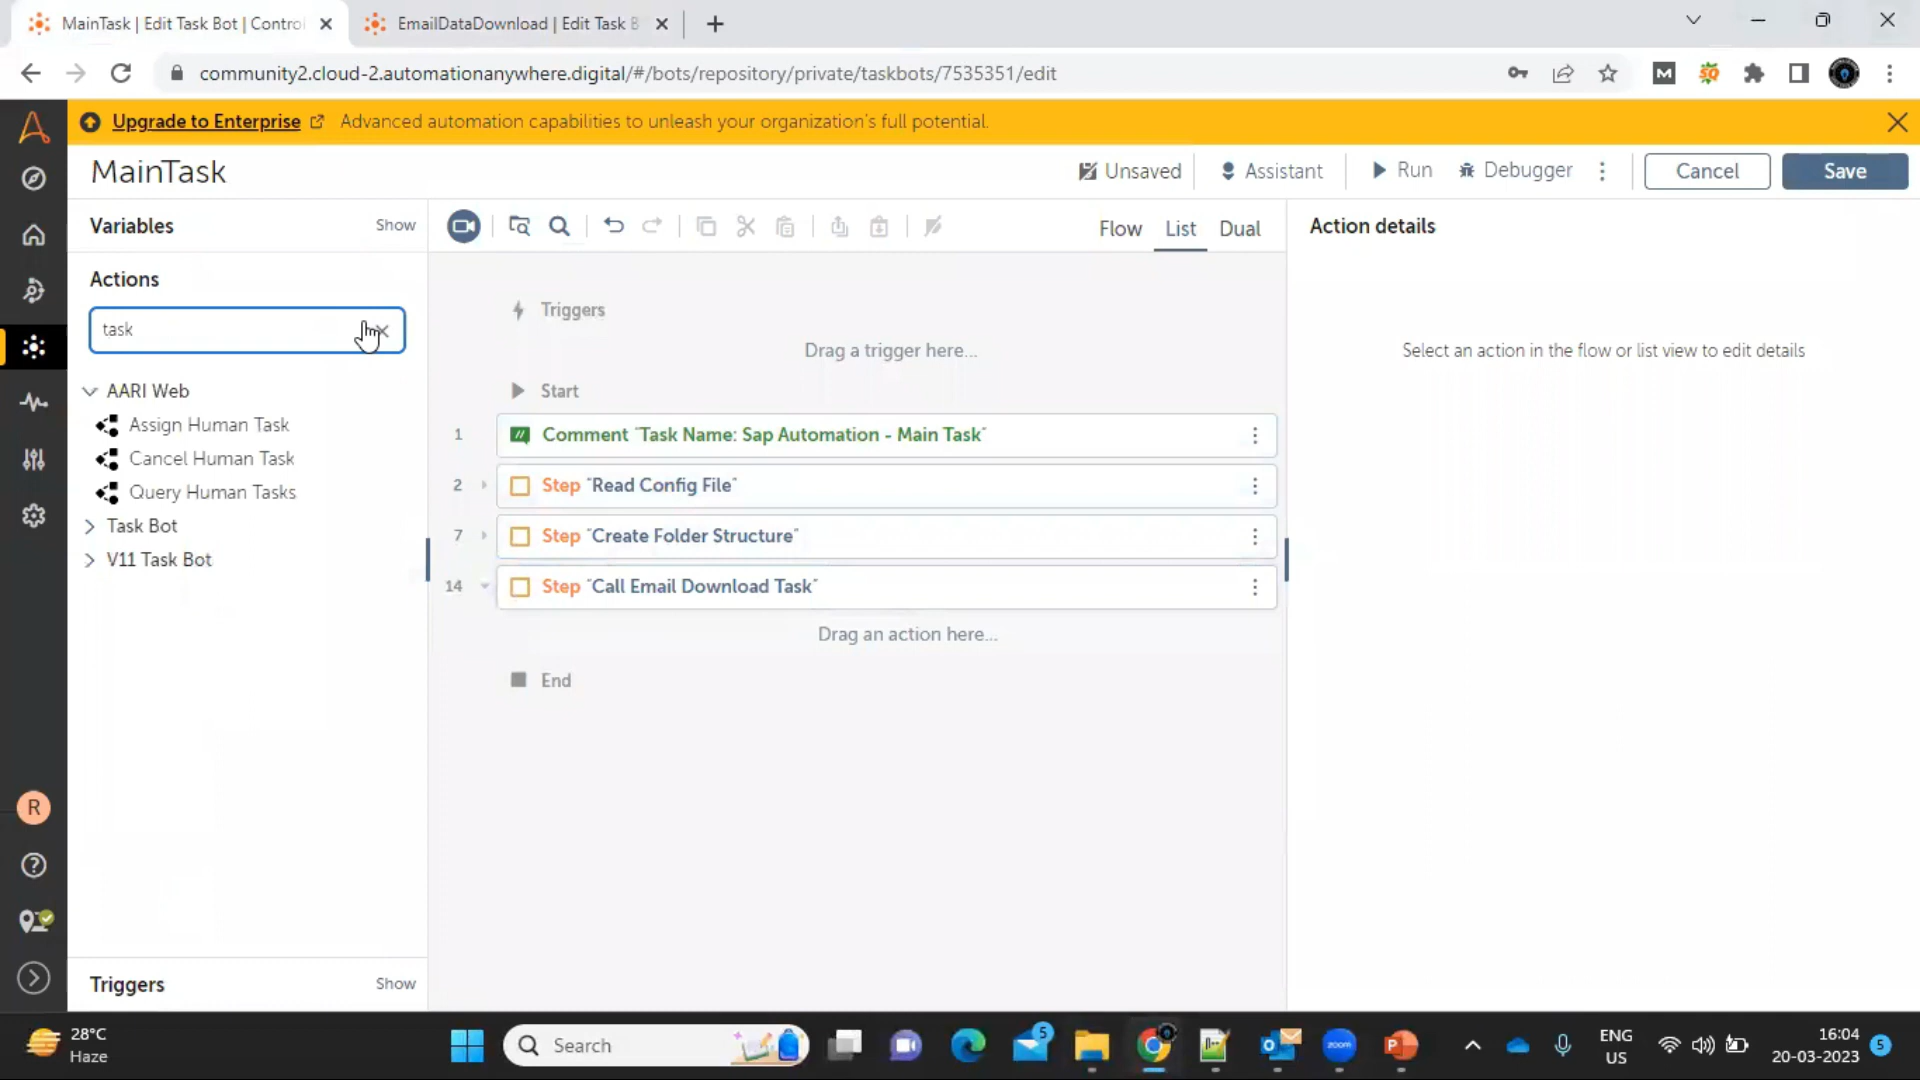 MainTask | Edit Task Bot | Contro
EmailDataDownload | Edit Task B
community2.cloud-2.automationanywhere.digital/#/bots/repository/private/taskbots/7535351/edit
Upgrade to Enterprise
Advanced automation capabilities to unleash your organization's full potential.
MainTask
Unsaved
Assistant
Run
Debugger
Cancel
Save
Variables
Show
Flow
List
Dual
Action details
Actions
task
AARI Web
Assign Human Task
Cancel Human Task
Query Human Tasks
Task Bot
V11 Task Bot
Triggers
Drag a trigger here...
Start
1
Comment "Task Name: Sap Automation - Main Task"
2
Step "Read Config File"
7
Step "Create Folder Structure"
14
Step "Call Email Download Task"
Drag an action here...
End
Select an action in the flow or list view to edit details
R
Triggers
Show
28°C
Haze
Search
5
zoom
ENG
US
16:04
20-03-2023
5